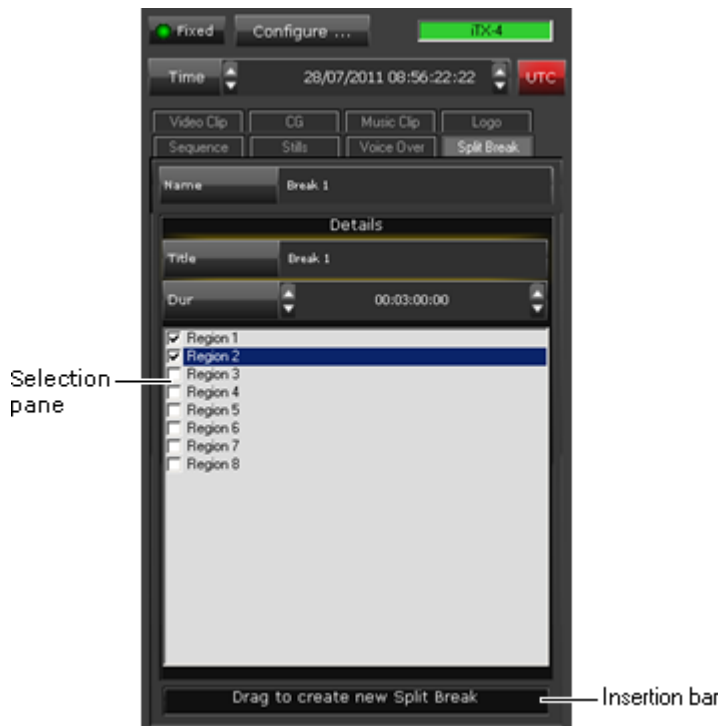 Fixed Configure ... iTX-4
Time 28/07/2011 08:56:22:22 UTC
Video Clip CG Music Clip Logo
Sequence Stills Voice Over Split Break
Name Break 1
Details
Title Break 1
Dur 00:03:00:00
Region 1
Region 2
Region 3
Region 4
Region 5
Region 6
Region 7
Region 8
Selection
pane
Drag to create new Split Break
Insertion bar